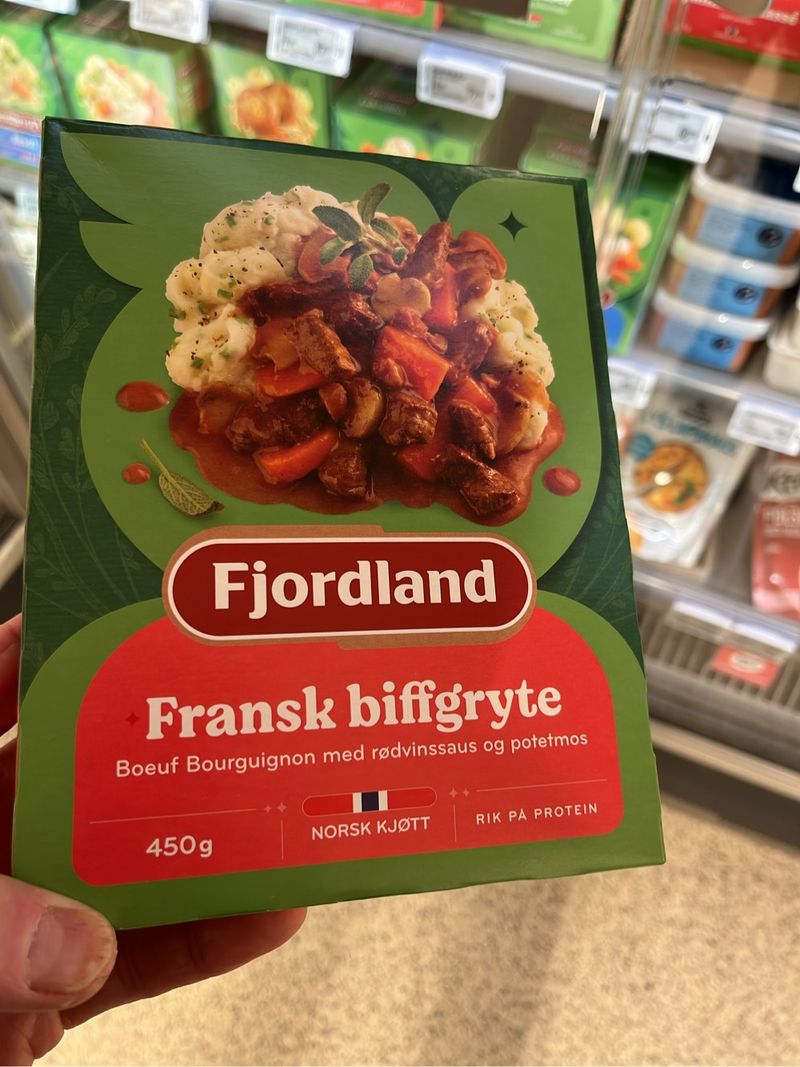 Fjordland
Fransk biffgryte
Boeuf Bourguignon med rødvinssaus og potetmos
450g
NORSK KJØTT
RIK PÅ PROTEIN